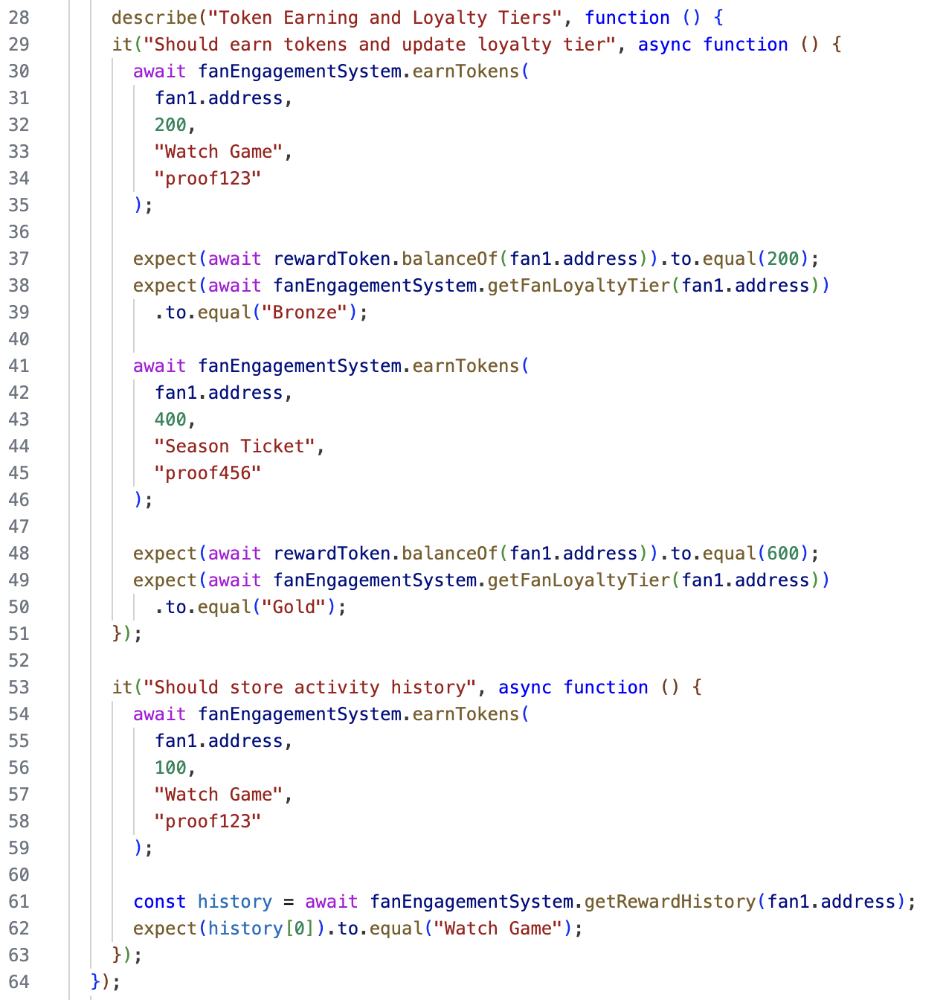 28 describe("Token Earning and Loyalty Tiers", function () {
29 it("Should earn tokens and update loyalty tier", async function () {
30 await fanEngagementSystem.earnTokens(
31 fan1.address,
32 200,
33 "Watch Game",
34 "proof123"
35 );
36
37 expect(await rewardToken.balanceOf(fan1.address)).to.equal(200);
38 expect(await fanEngagementSystem.getFanLoyaltyTier(fan1.address))
39 .to.equal("Bronze");
40
41 await fanEngagementSystem.earnTokens(
42 fan1.address,
43 400,
44 "Season Ticket",
45 "proof456"
46 );
47
48 expect(await rewardToken.balanceOf(fan1.address)).to.equal(600);
49 expect(await fanEngagementSystem.getFanLoyaltyTier(fan1.address))
50 .to.equal("Gold");
51 });
52
53 it("Should store activity history", async function () {
54 await fanEngagementSystem.earnTokens(
55 fan1.address,
56 100,
57 "Watch Game",
58 "proof123"
59 );
60
61 const history = await fanEngagementSystem.getRewardHistory(fan1.address);
62 expect(history[0]).to.equal("Watch Game");
63 });
64 });